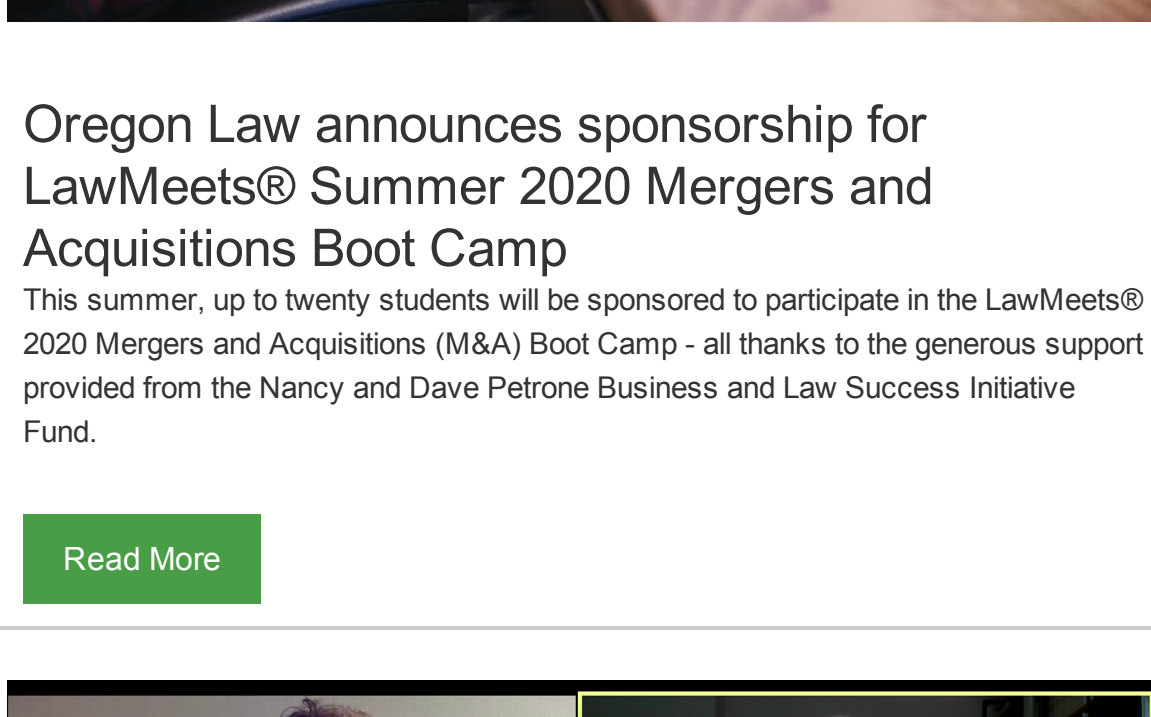 Oregon Law announces sponsorship for
LawMeets® Summer 2020 Mergers and
Acquisitions Boot Camp
This summer, up to twenty students will be sponsored to participate in the LawMeets®
2020 Mergers and Acquisitions (M&A) Boot Camp - all thanks to the generous support
provided from the Nancy and Dave Petrone Business and Law Success Initiative
Fund.
Read More